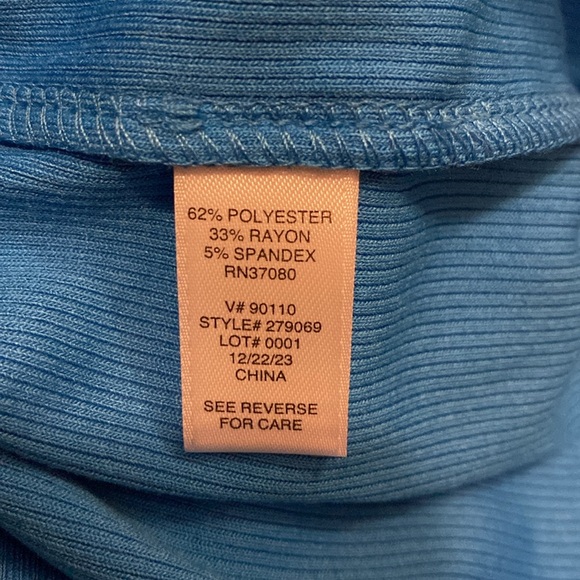 62% POLYESTER
33% RAYON
5% SPANDEX
RN37080
V# 90110
STYLE# 279069
LOT# 0001
12/22/23
CHINA
SEE REVERSE
FOR CARE